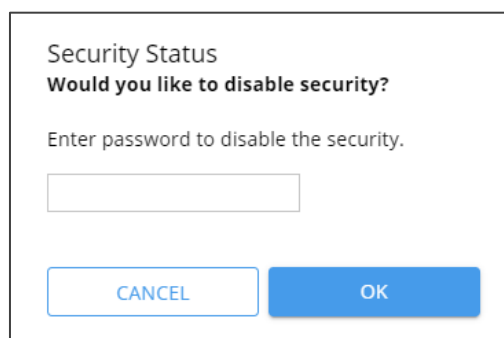 Security Status
Would you like to disable security?
Enter password to disable the security.
CANCEL
OK